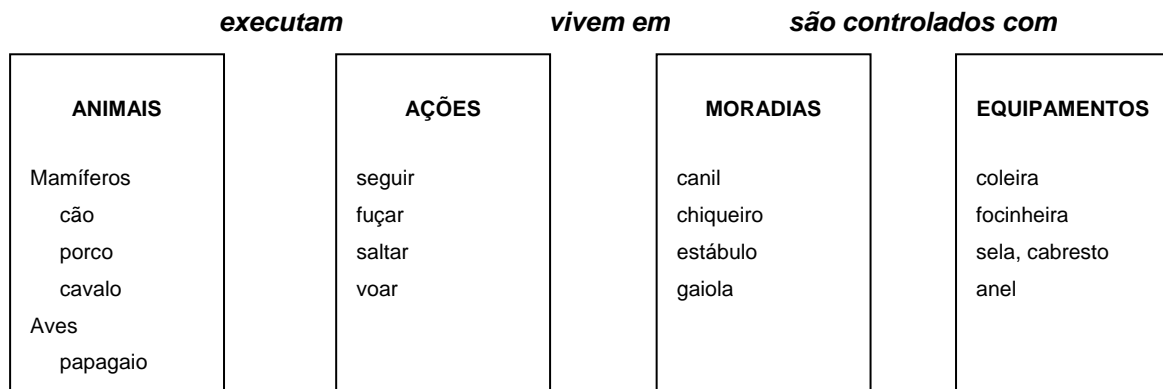 executam vivem em são controlados com
ANIMAIS
Mamíferos
cão
porco
cavalo
Aves
papagaio
AÇÕES
seguir
fuçar
saltar
voar
MORADIAS
canil
chiqueiro
estábulo
gaiola
EQUIPAMENTOS
coleira
focinheira
sela, cabresto
anel